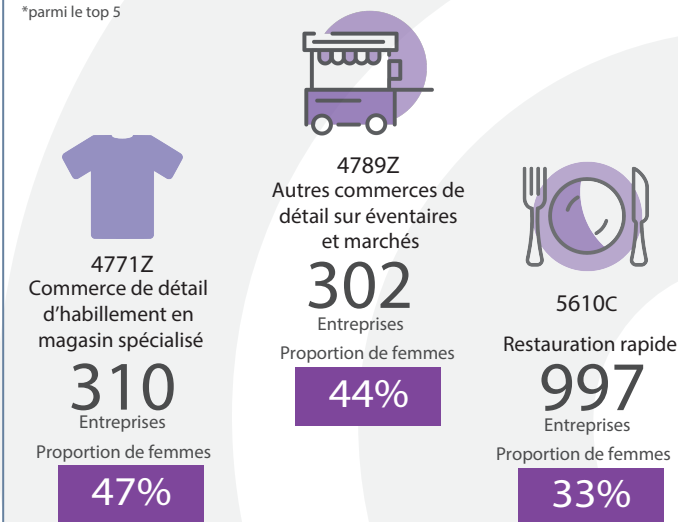 *parmi le top 5
4771Z
Commerce de détail
d’habillement en
magasin spécialisé
310
Entreprises
Proportion de femmes
47%
4789Z
Autres commerces de
détail sur éventaires
et marchés
302
Entreprises
Proportion de femmes
44%
5610C
Restauration rapide
997
Entreprises
Proportion de femmes
33%